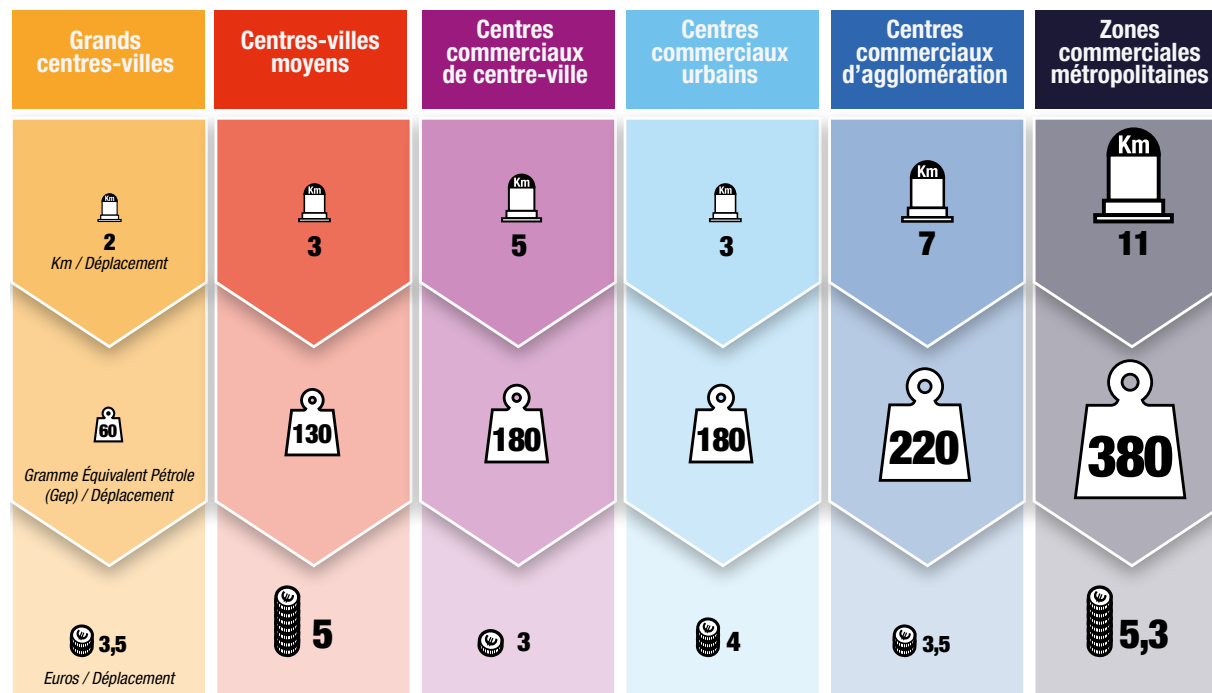 Grands
centres-villes
Centres-villes
moyens
Centres
commerciaux
de centre-ville
Centres
commerciaux
urbains
Centres
commerciaux
d'agglomération
Zones
commerciales
métropolitaines
Km
2
Km / Déplacement
Km
3
Km
5
Km
3
Km
7
Km
11
60
Gramme Équivalent Pétrole
(Gep) / Déplacement
130
180
180
220
380
3,5
Euros / Déplacement
5
3
4
3,5
5,3